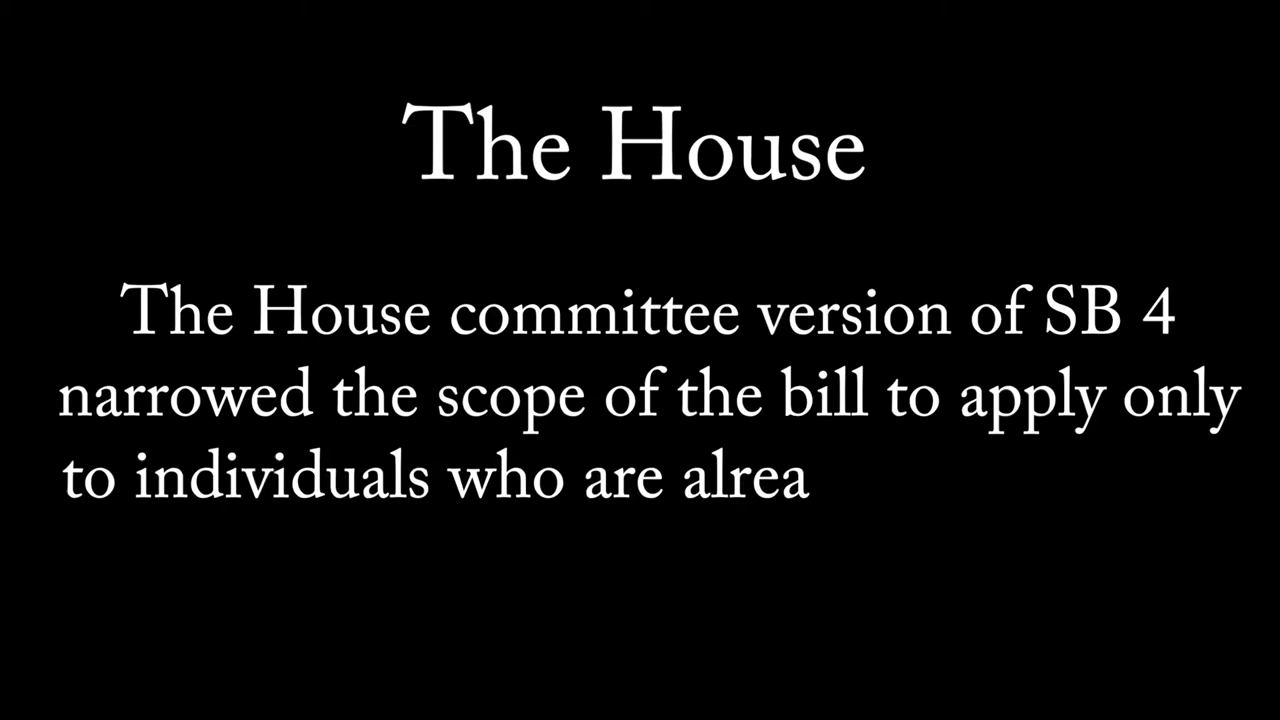 The House
The House committee version of SB 4
narrowed the scope of the bill to apply only
to individuals who are alrea